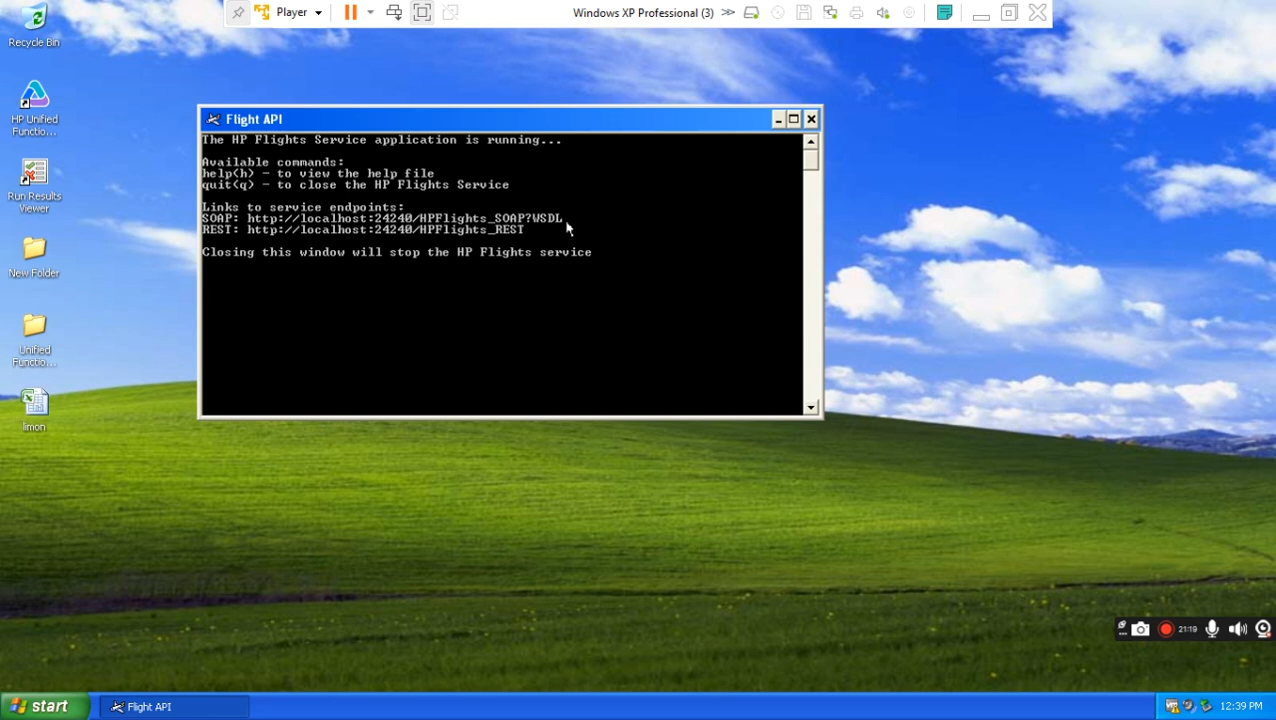 Player
Windows XP Professional (3)
Recycle Bin
HP Unified
Functio...
Run Results
Viewer
New Folder
Unified
Functio...
limon
Flight API
The HP Flights Service application is running...
Available commands:
help(h) - to view the help file
quit(q) - to close the HP Flights Service
Links to service endpoints:
SOAP: http://localhost:24240/HPFlights_SOAP?WSDL
REST: http://localhost:24240/HPFlights_REST
Closing this window will stop the HP Flights service
21:19
start
Flight API
12:39 PM